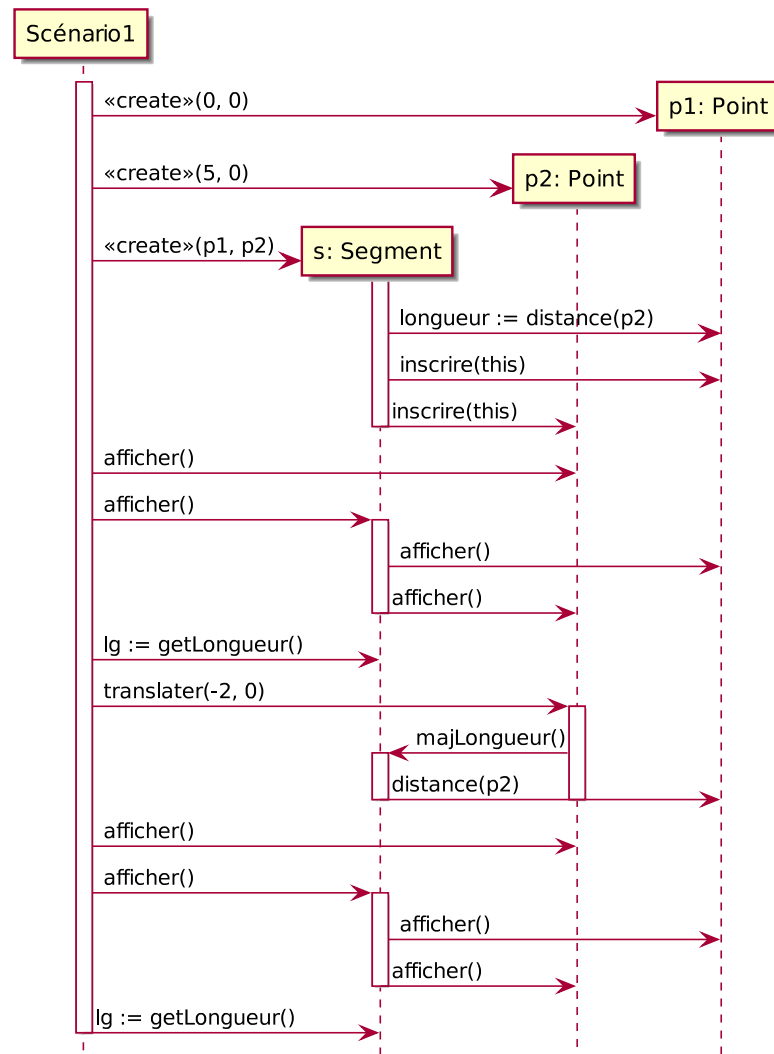 Scénario1
«create»(0, 0)
p1: Point
«create»(5, 0)
p2: Point
«create»(p1, p2)
s: Segment
longueur := distance(p2)
inscrire(this)
inscrire(this)
afficher()
afficher()
afficher()
afficher()
lg := getLongueur()
translater(-2, 0)
majLongueur()
distance(p2)
afficher()
afficher()
afficher()
afficher()
lg := getLongueur()